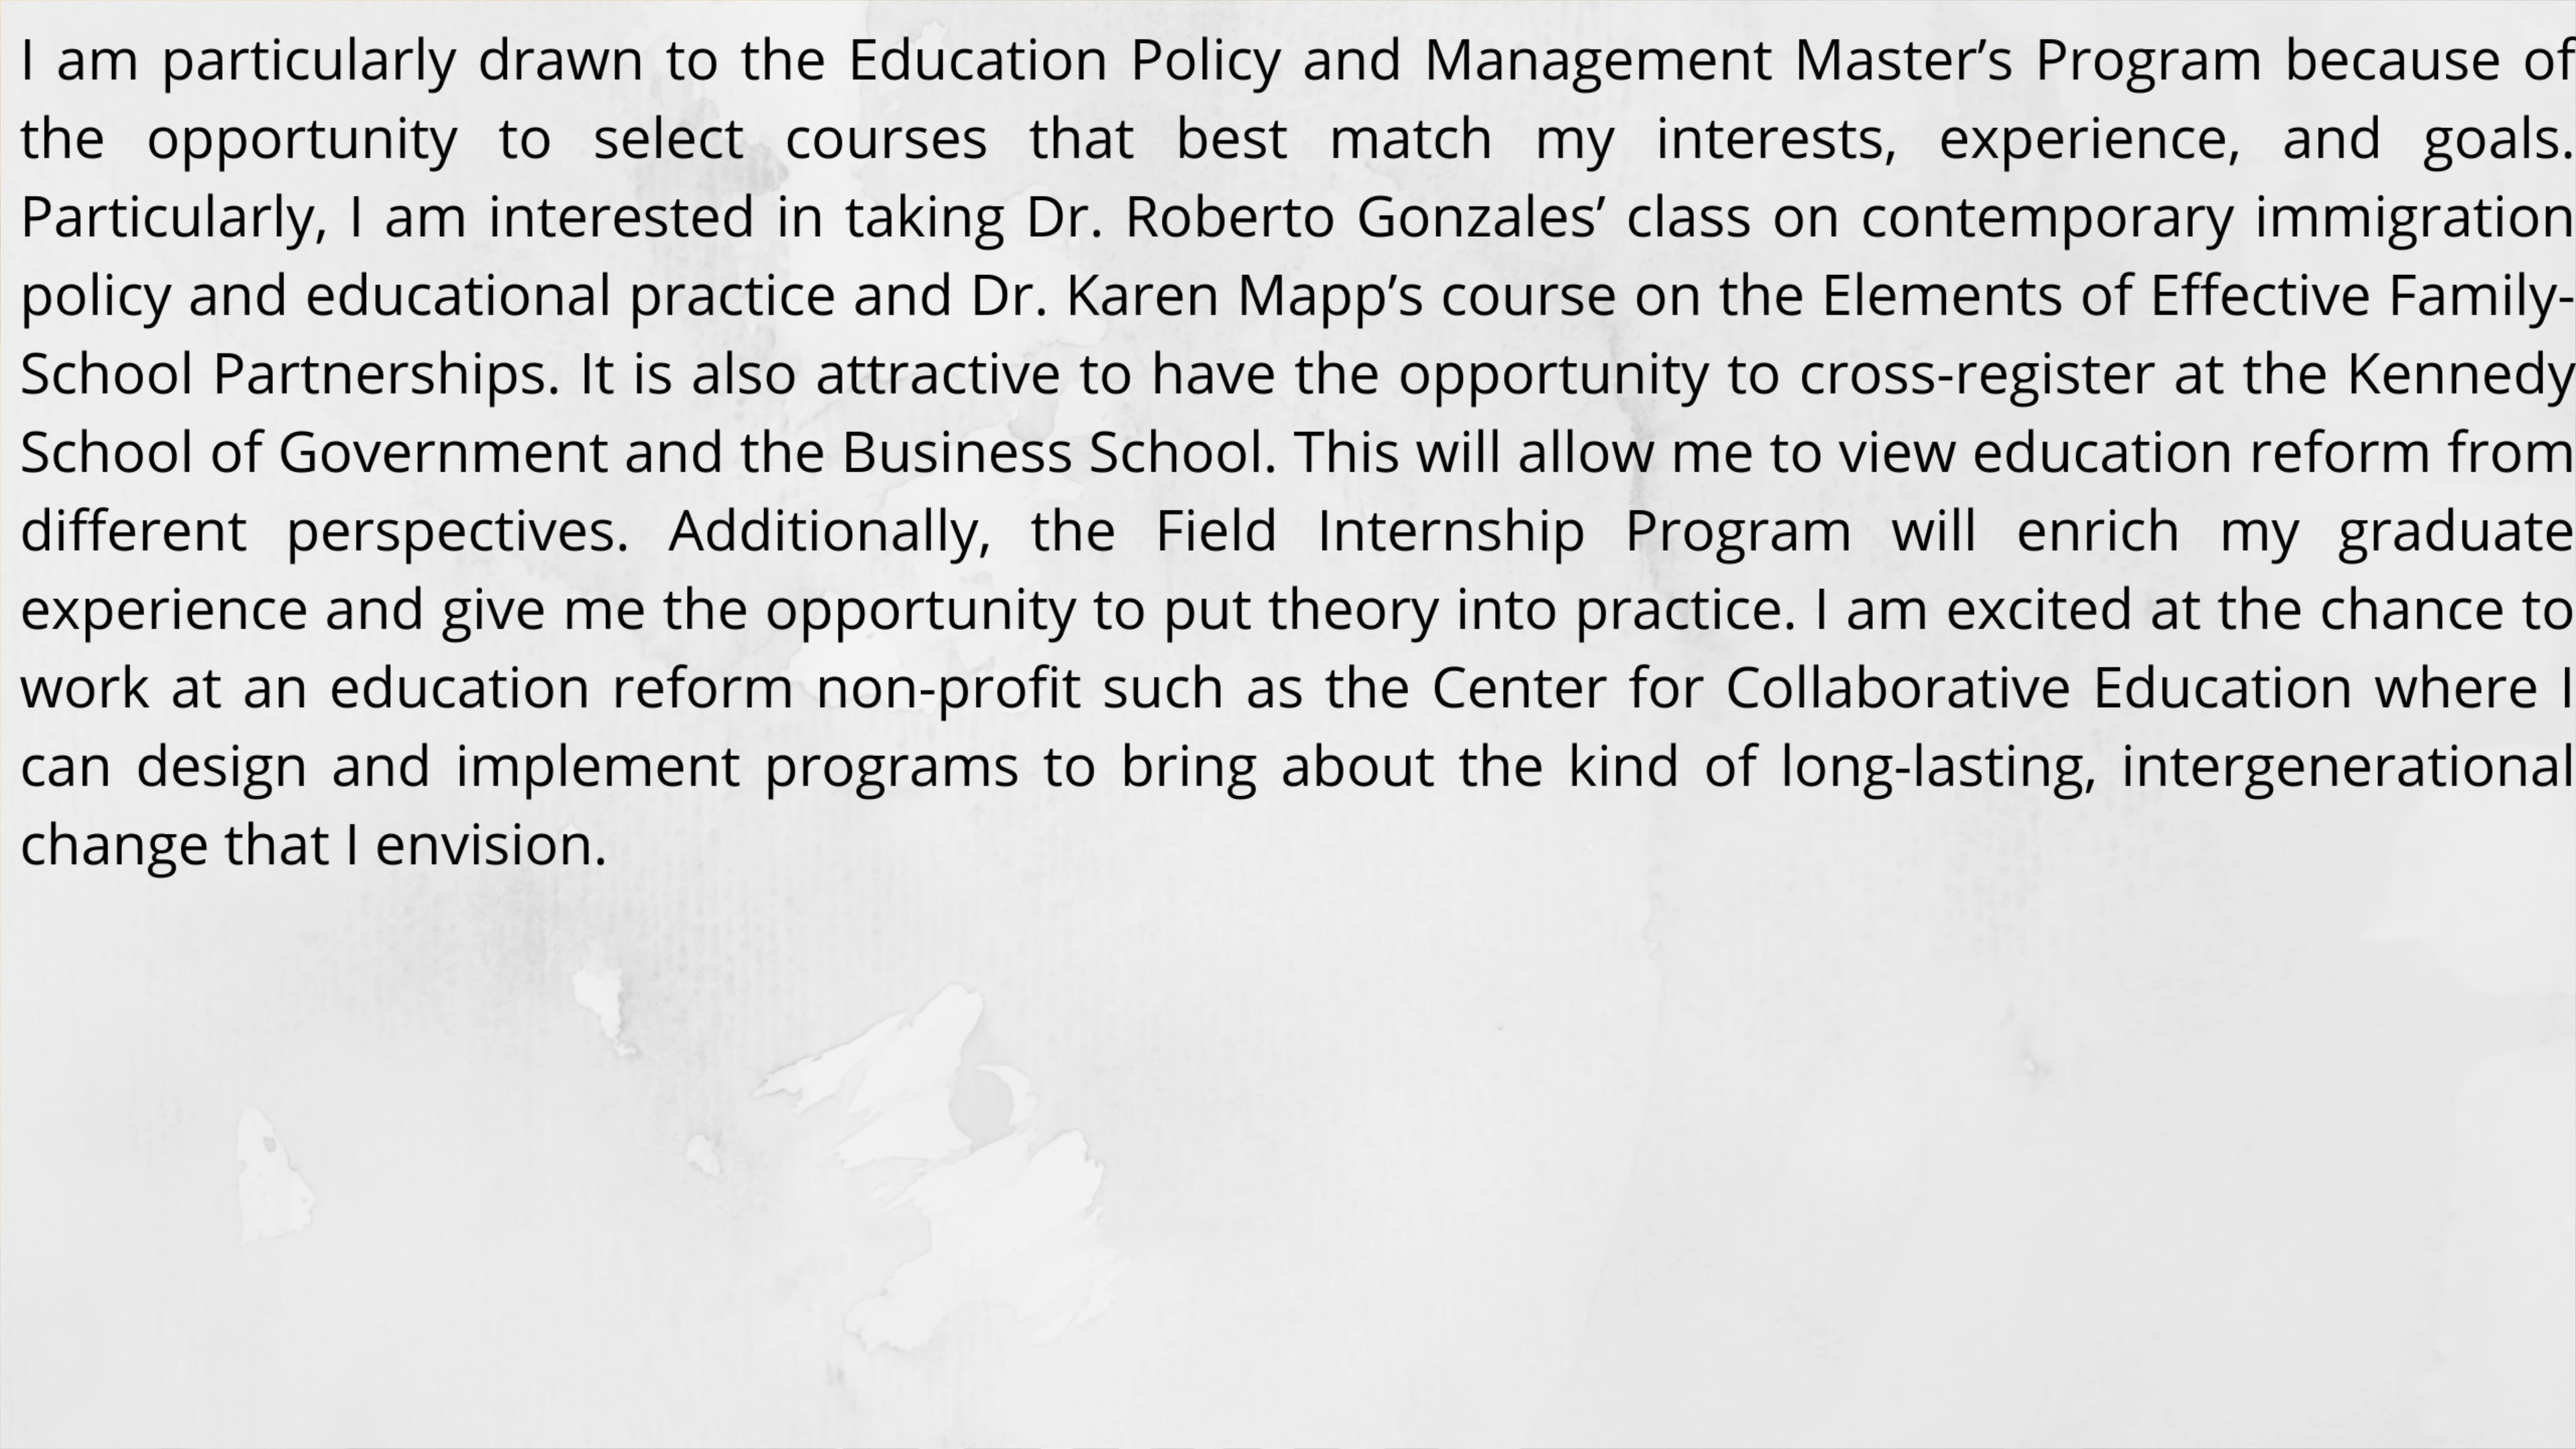 I am particularly drawn to the Education Policy and Management Master’s Program because of
the opportunity to select courses that best match my interests, experience, and goals.
Particularly, I am interested in taking Dr. Roberto Gonzales’ class on contemporary immigration
policy and educational practice and Dr. Karen Mapp’s course on the Elements of Effective Family-
School Partnerships. It is also attractive to have the opportunity to cross-register at the Kennedy
School of Government and the Business School. This will allow me to view education reform from
different perspectives. Additionally, the Field Internship Program will enrich my graduate
experience and give me the opportunity to put theory into practice. I am excited at the chance to
work at an education reform non-profit such as the Center for Collaborative Education where I
can design and implement programs to bring about the kind of long-lasting, intergenerational
change that I envision.